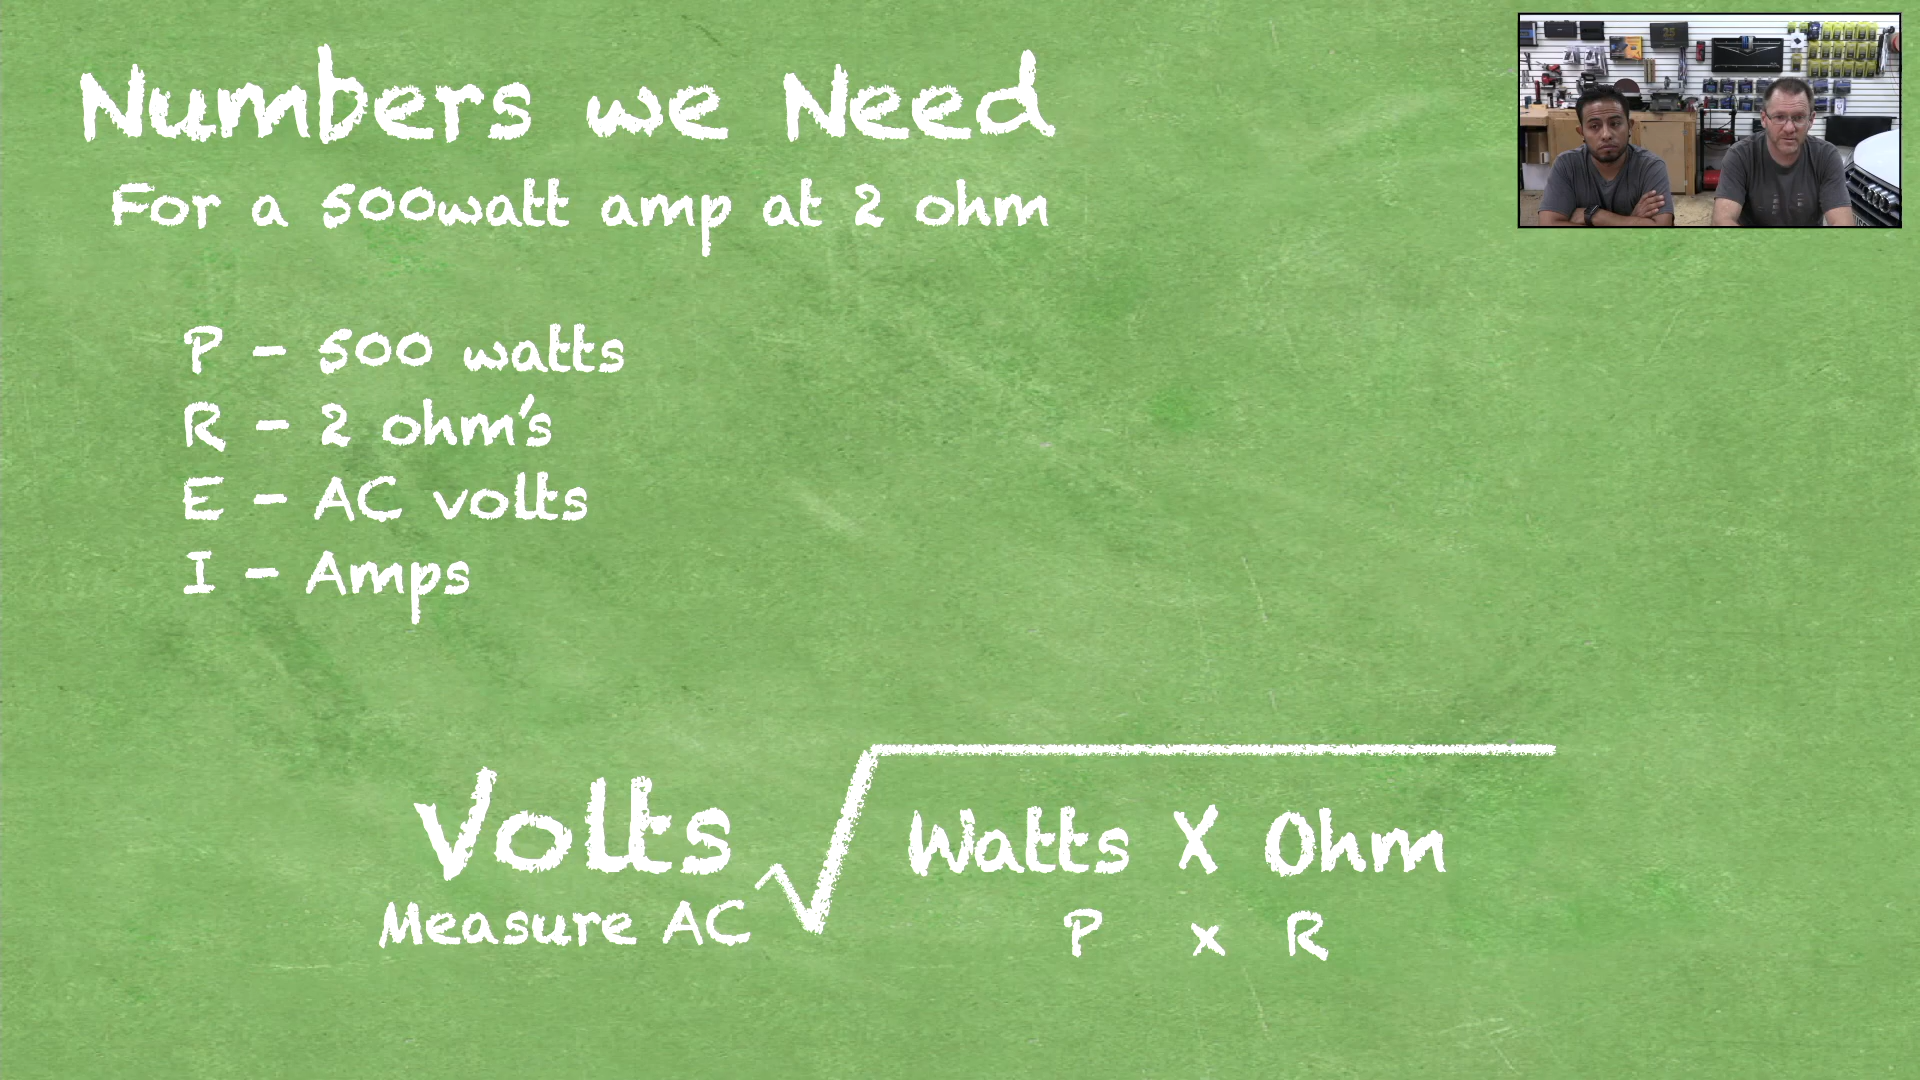 Numbers we Need
For a 500watt amp at 2 ohm
P - 500 watts
R - 2 ohm's
E - AC volts
I - Amps
Volts √ Watts X Ohm
Measure AC P x R